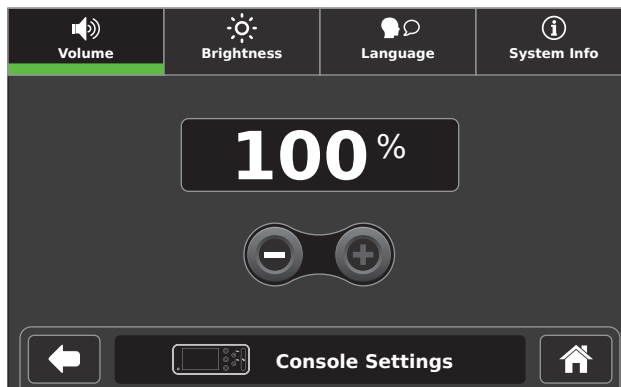 Volume
Brightness
Language
System Info
100%
Console Settings